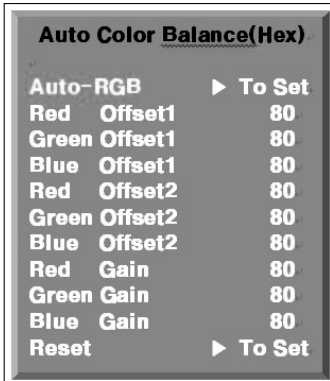 Auto Color Balance(Hex)
Auto-RGB ▶ To Set
Red Offset1 80
Green Offset1 80
Blue Offset1 80
Red Offset2 80
Green Offset2 80
Blue Offset2 80
Red Gain 80
Green Gain 80
Blue Gain 80
Reset ▶ To Set